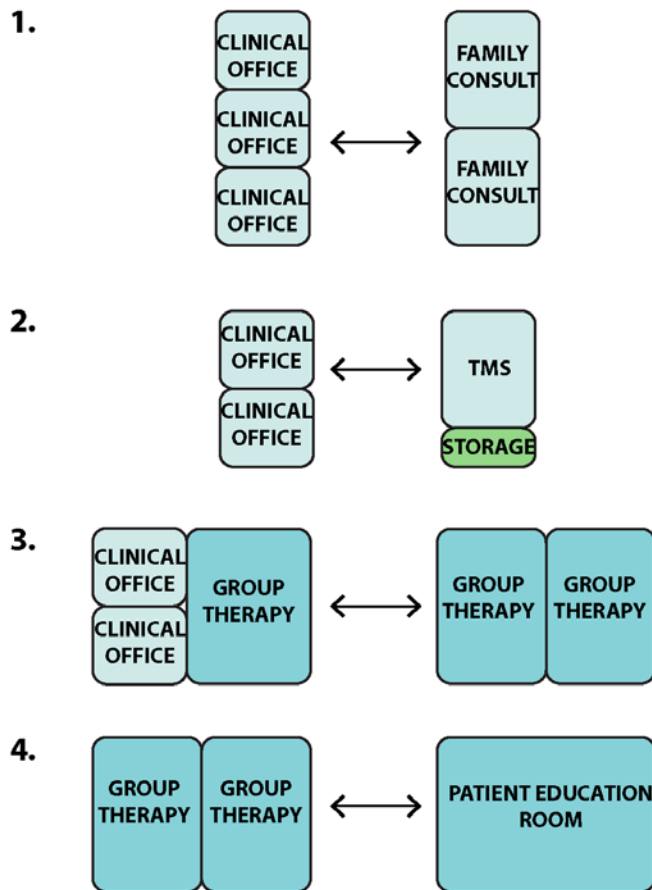 1.
CLINICAL
OFFICE
CLINICAL
OFFICE
CLINICAL
OFFICE
FAMILY
CONSULT
FAMILY
CONSULT
2.
CLINICAL
OFFICE
CLINICAL
OFFICE
TMS
STORAGE
3.
CLINICAL
OFFICE
CLINICAL
OFFICE
GROUP
THERAPY
GROUP
THERAPY
GROUP
THERAPY
4.
GROUP
THERAPY
GROUP
THERAPY
PATIENT EDUCATION
ROOM